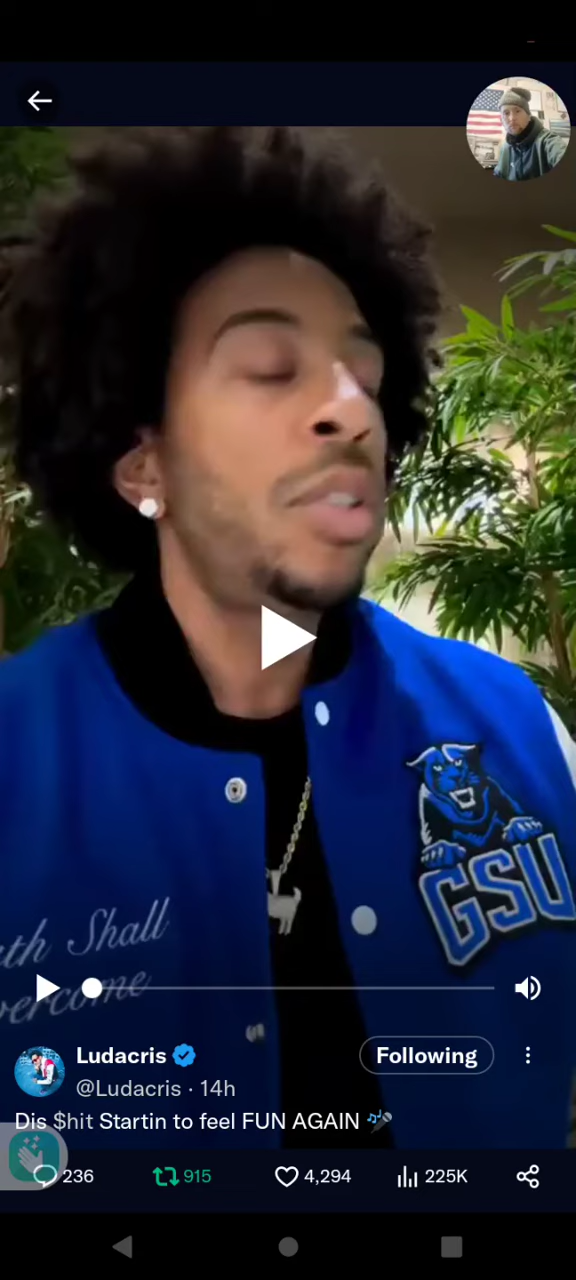 GSU
th Shall
vercome
Ludacris
Following
@Ludacris · 14h
Dis $hit Startin to feel FUN AGAIN 🎶🎤
236
915
4,294
225K